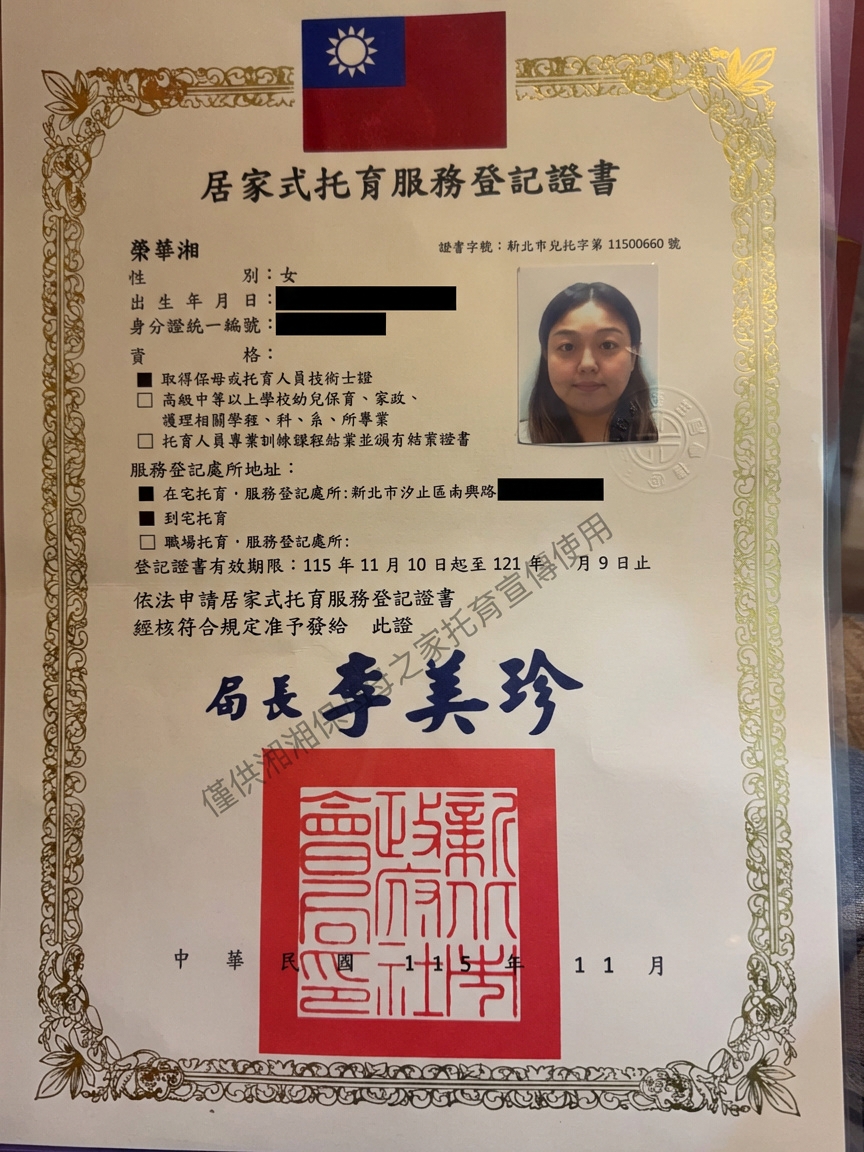 居家式托育服務登記證書
證書字號：新北市兒托字第 11500660 號
榮華湘
性別：女
出生年月日：
身分證統一編號：
資格：
■ 取得保母或托育人員技術士證
□ 高級中等以上學校幼兒保育、家政、
護理相關學程、科、系、所畢業
□ 托育人員專業訓練課程結業並頒有結業證書
服務登記處所地址：
■ 在宅托育，服務登記處所:新北市汐止區南興路
■ 到宅托育
□ 職場托育，服務登記處所:
登記證書有效期限：115 年 11 月 10 日起至 121 年 月 9 日止
依法申請居家式托育服務登記證書
經核符合規定准予發給 此證
局長 李美珍
僅供湘湘保母之家托育宣傳使用
新北市政府社會局印
中華民國 115 年 11 月